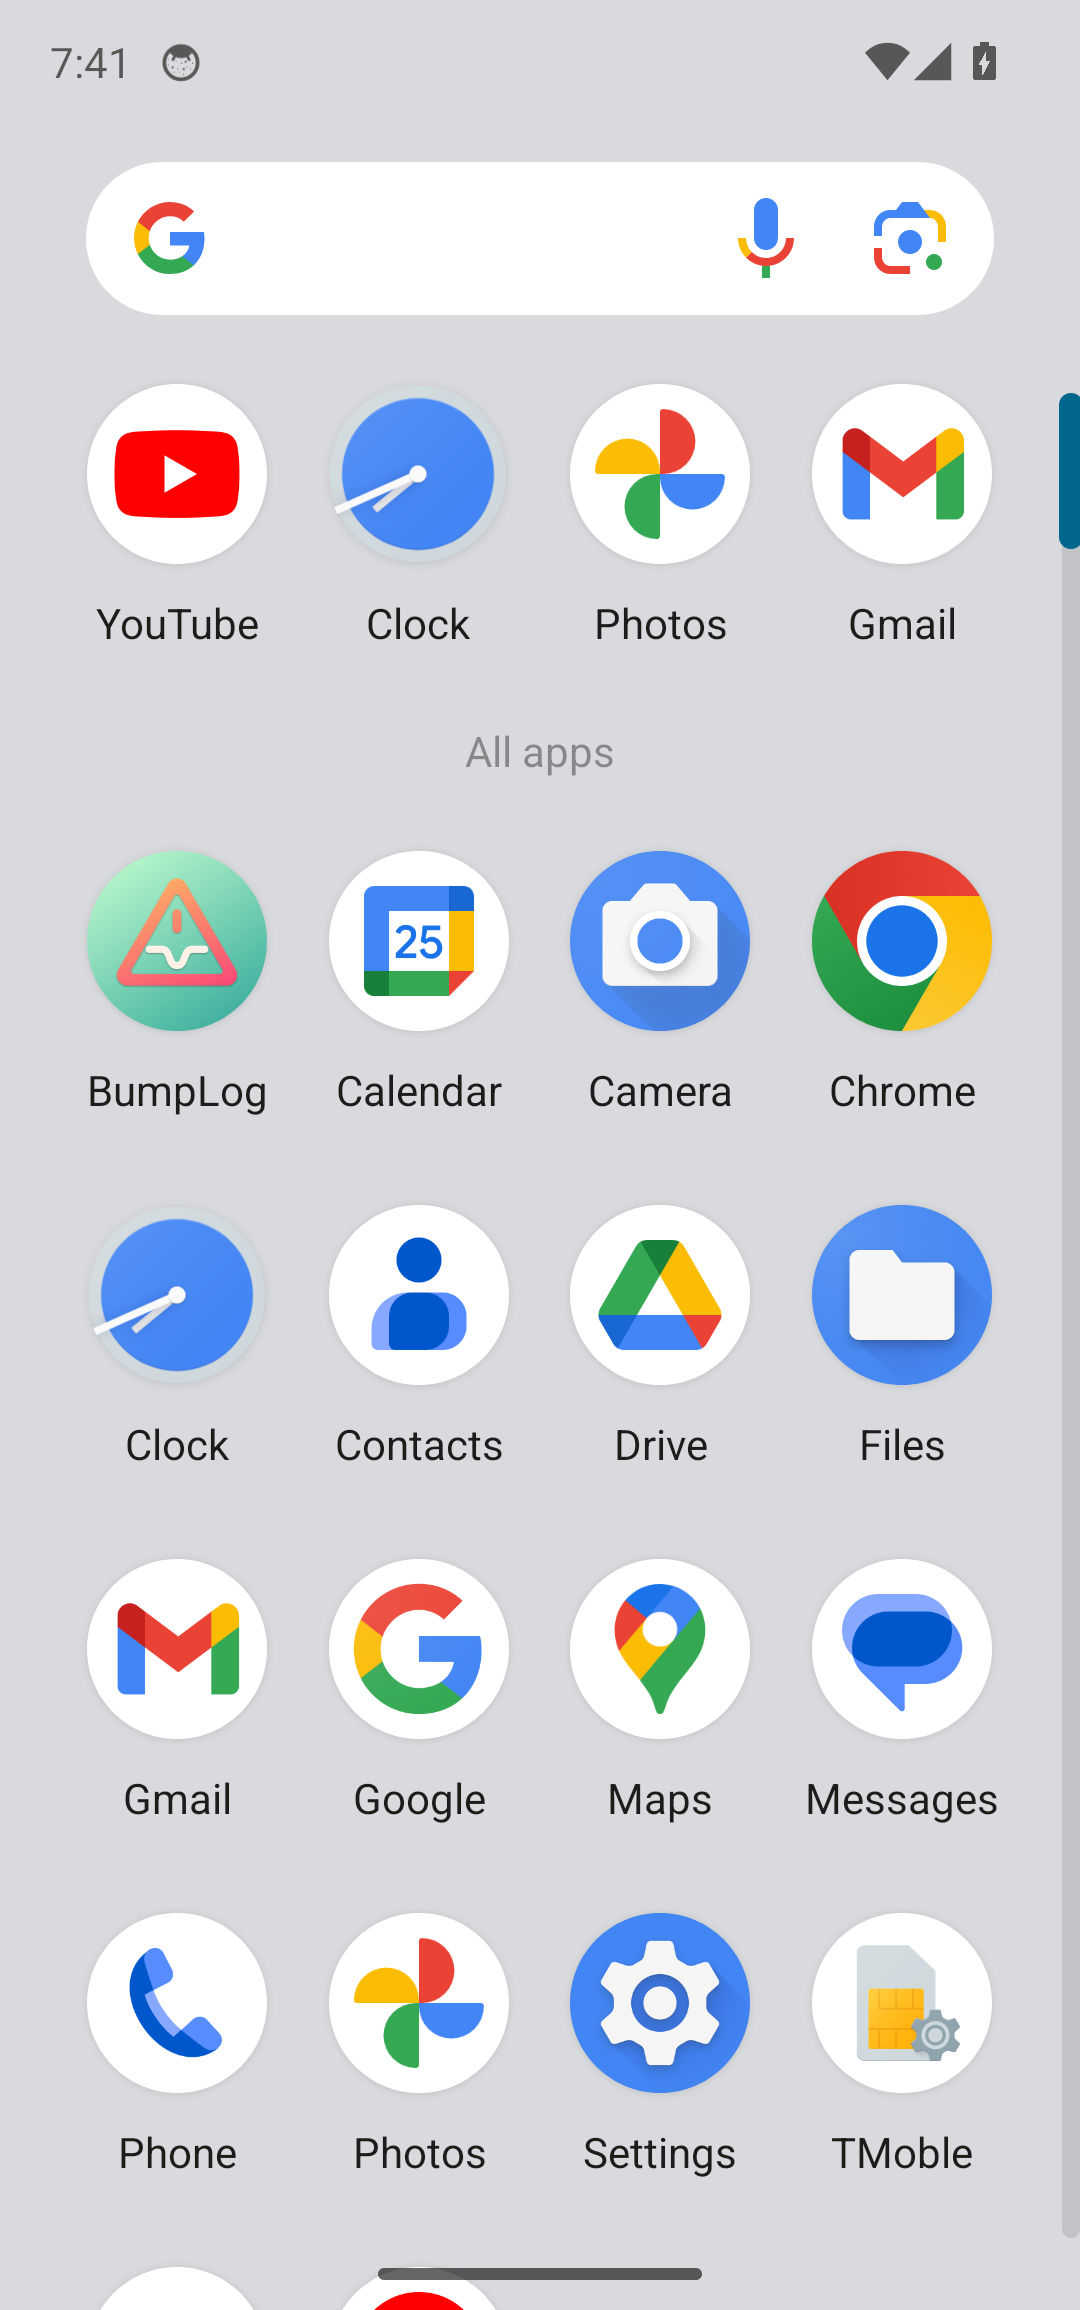 7:41
YouTube Clock Photos Gmail
All apps
25
BumpLog Calendar Camera Chrome
Clock Contacts Drive Files
Gmail Google Maps Messages
Phone Photos Settings TMoble